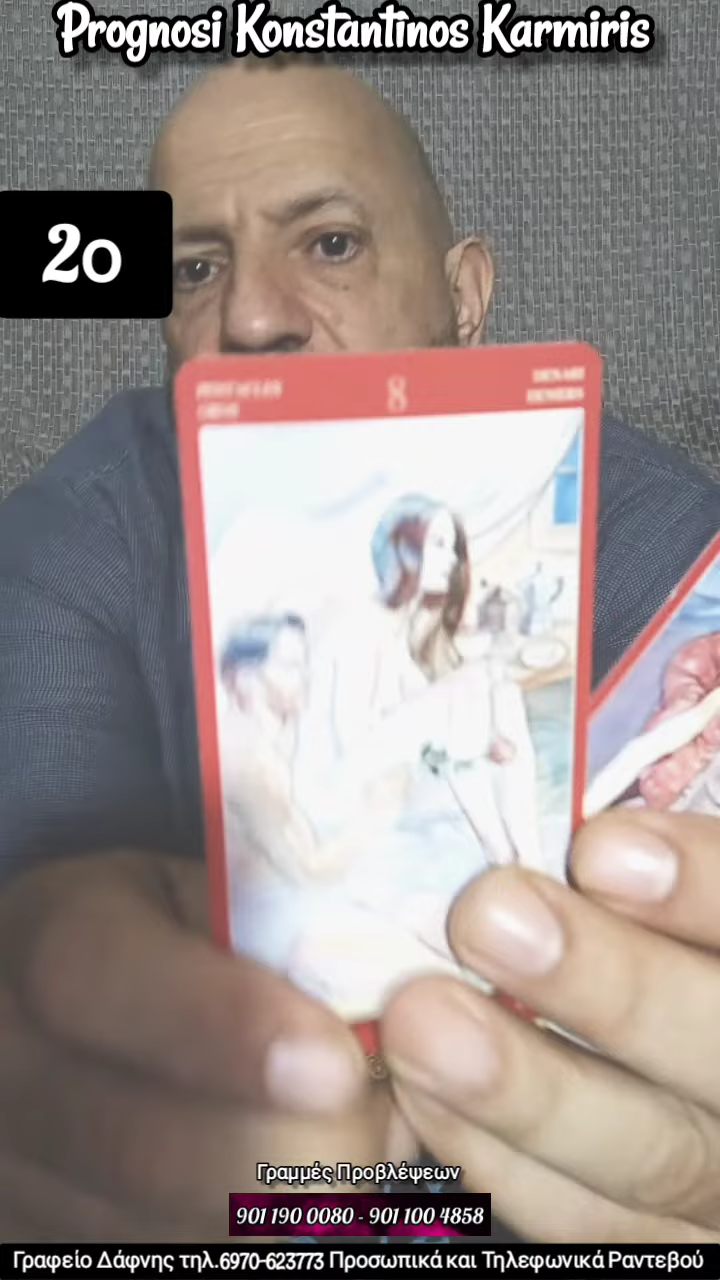 Prognosi Konstantinos Karmiris
2ο
8
Γραμμές Προβλέψεων
901 190 0080 - 901 100 4858
Γραφείο Δάφνης τηλ.6970-623773 Προσωπικά και Τηλεφωνικά Ραντεβού